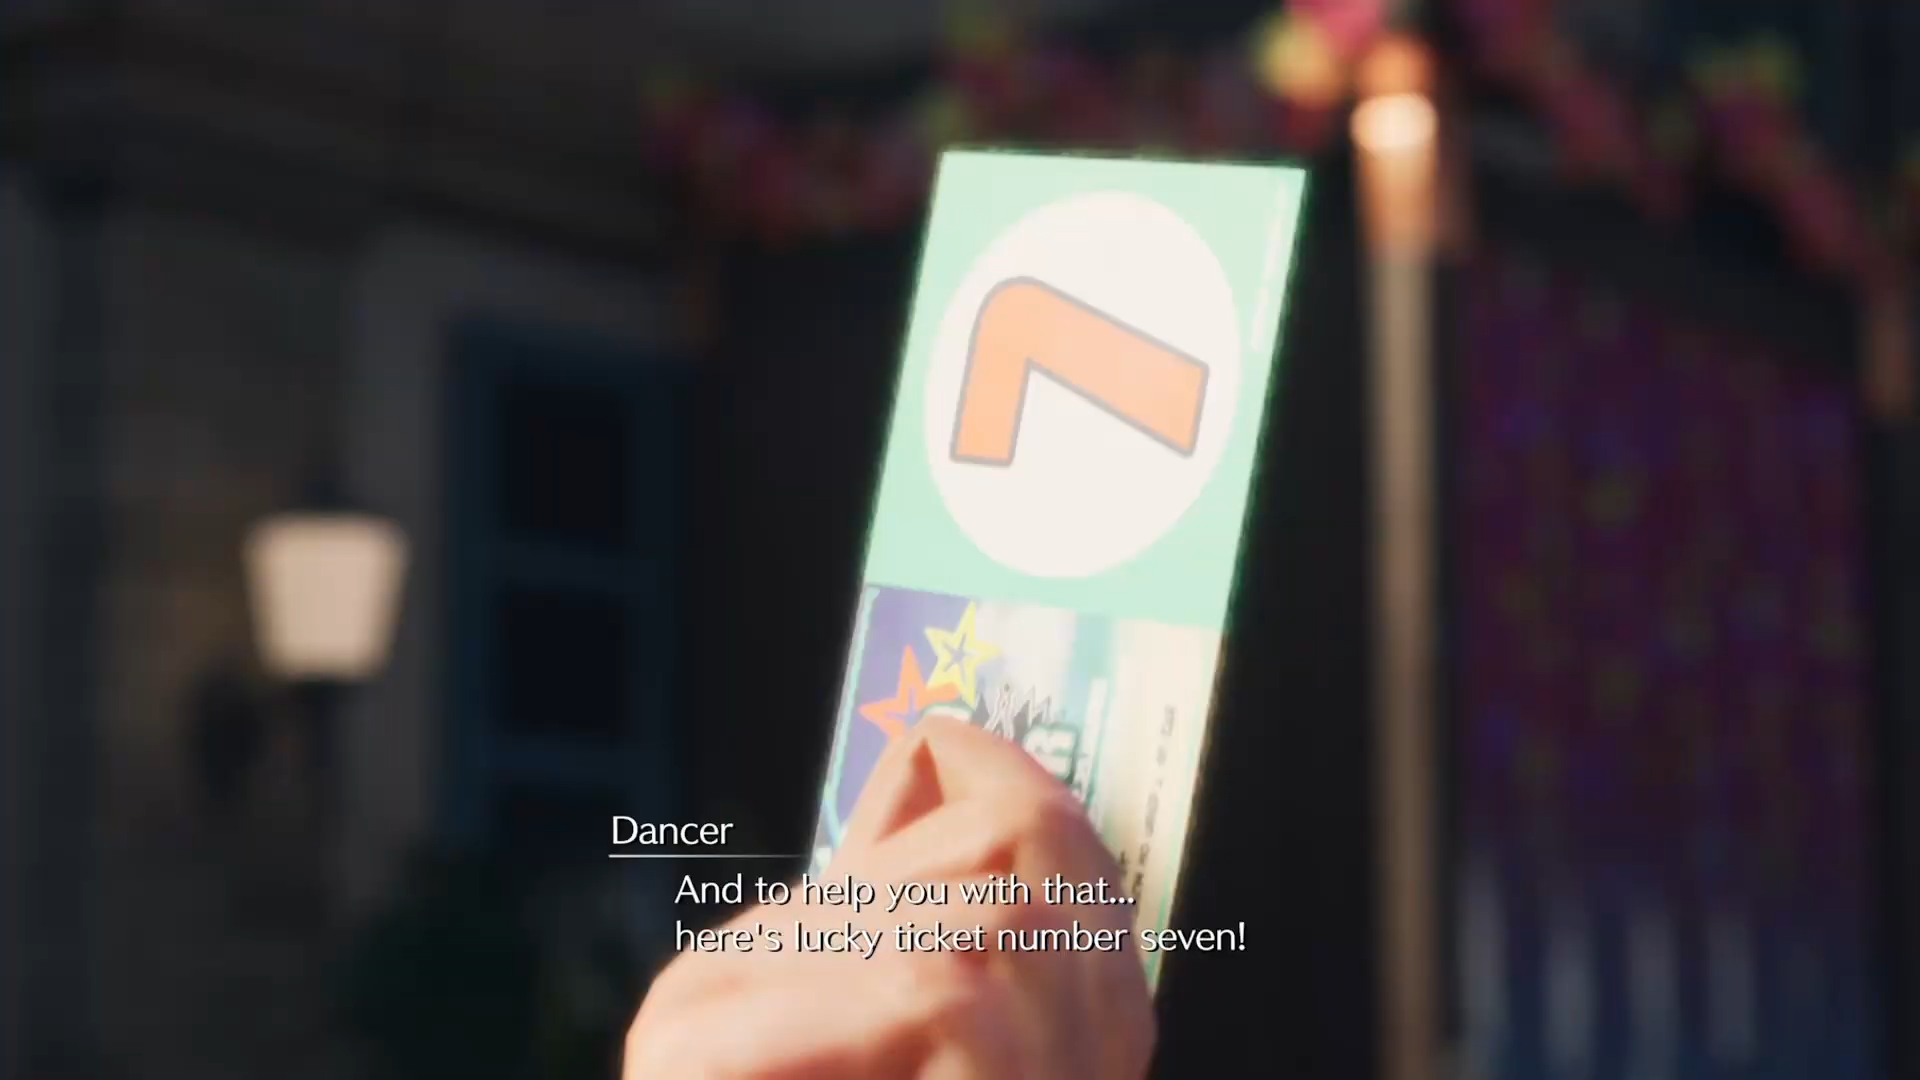 7
Dancer
And to help you with that...
here's lucky ticket number seven!